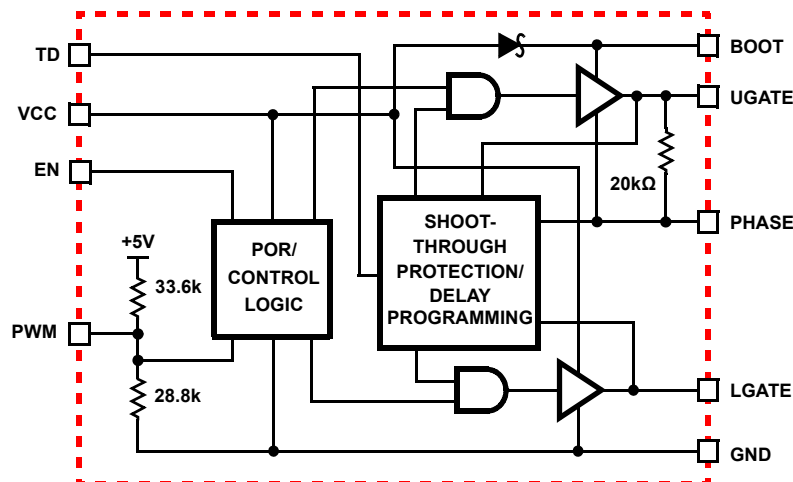 TD
VCC
EN
+5V
33.6k
PWM
28.8k
POR/
CONTROL
LOGIC
SHOOT-
THROUGH
PROTECTION/
DELAY
PROGRAMMING
20kΩ
BOOT
UGATE
PHASE
LGATE
GND